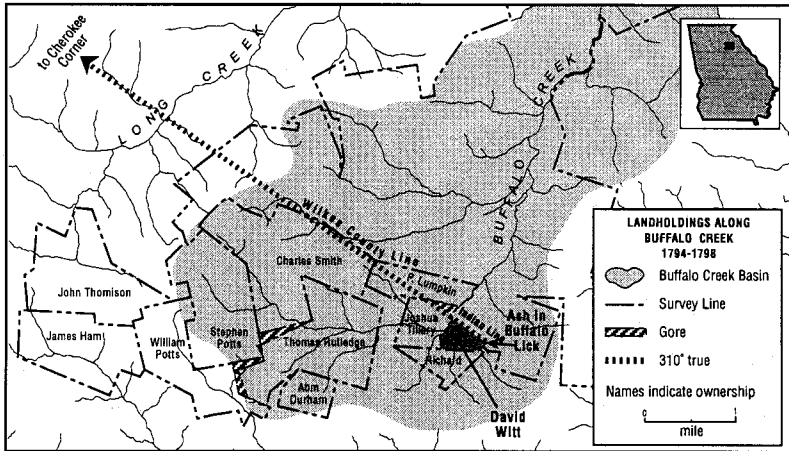 to Cherokee
Corner
LONG CREEK
BUFFALO CREEK
Wilkes County Line
Indian Line
Charles Smith
P. Lumpkin
John Thomison
James Ham
William
Potts
Stephen
Potts
Thomas Rutledge
Abm
Durham
Joshua
Tillery
Richard
Ash in
Buffalo
Lick
David
Witt
LANDHOLDINGS ALONG
BUFFALO CREEK
1794-1798
Buffalo Creek Basin
Survey Line
Gore
310° true
Names indicate ownership
0
mile